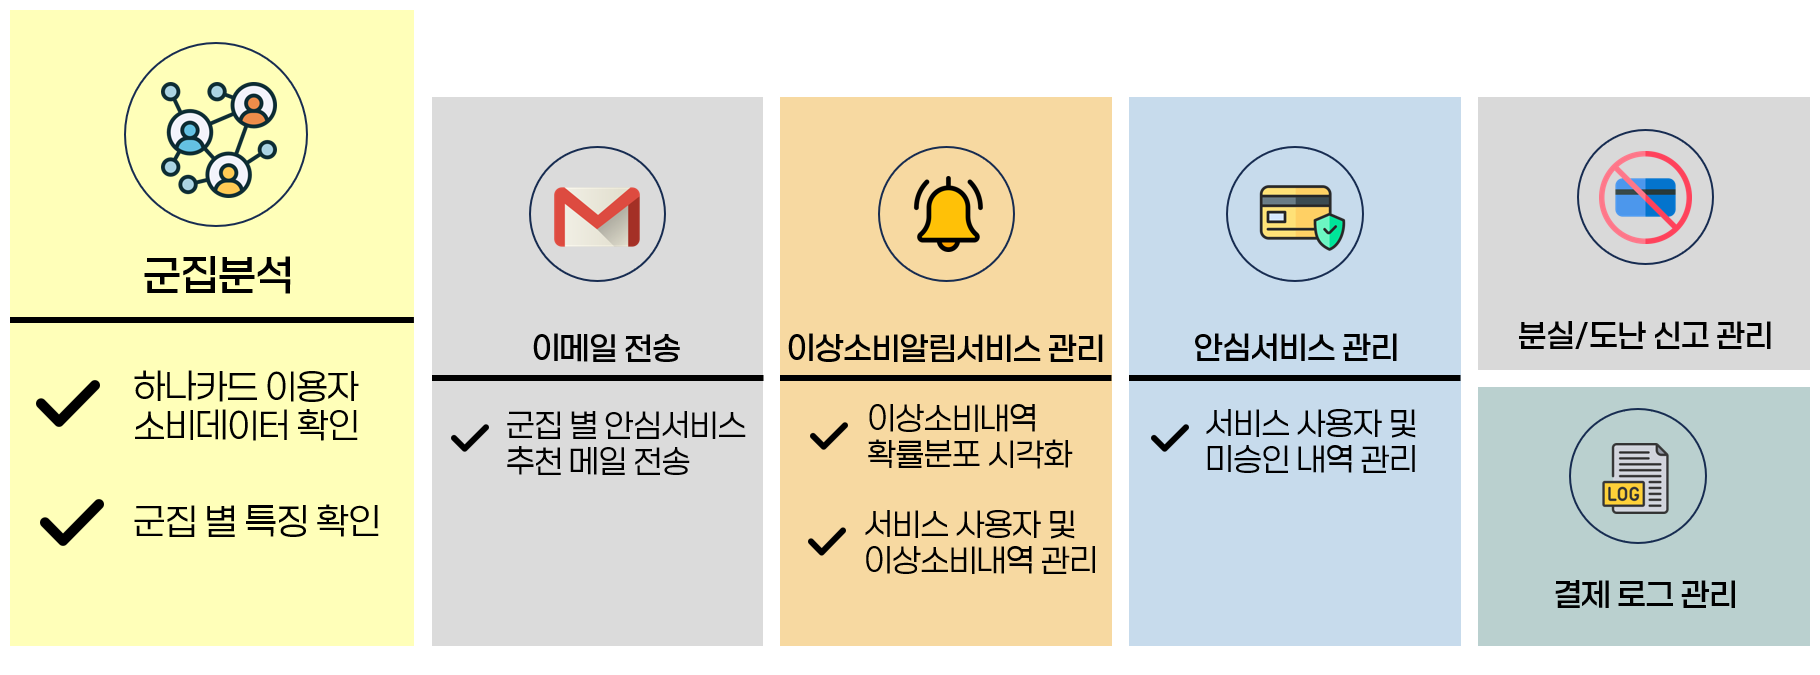 군집분석
하나카드 이용자
소비데이터 확인
군집 별 특징 확인
이메일 전송
군집 별 안심서비스
추천 메일 전송
이상소비알림서비스 관리
이상소비내역
확률분포 시각화
서비스 사용자 및
이상소비내역 관리
안심서비스 관리
서비스 사용자 및
미승인 내역 관리
분실/도난 신고 관리
LOG
결제 로그 관리